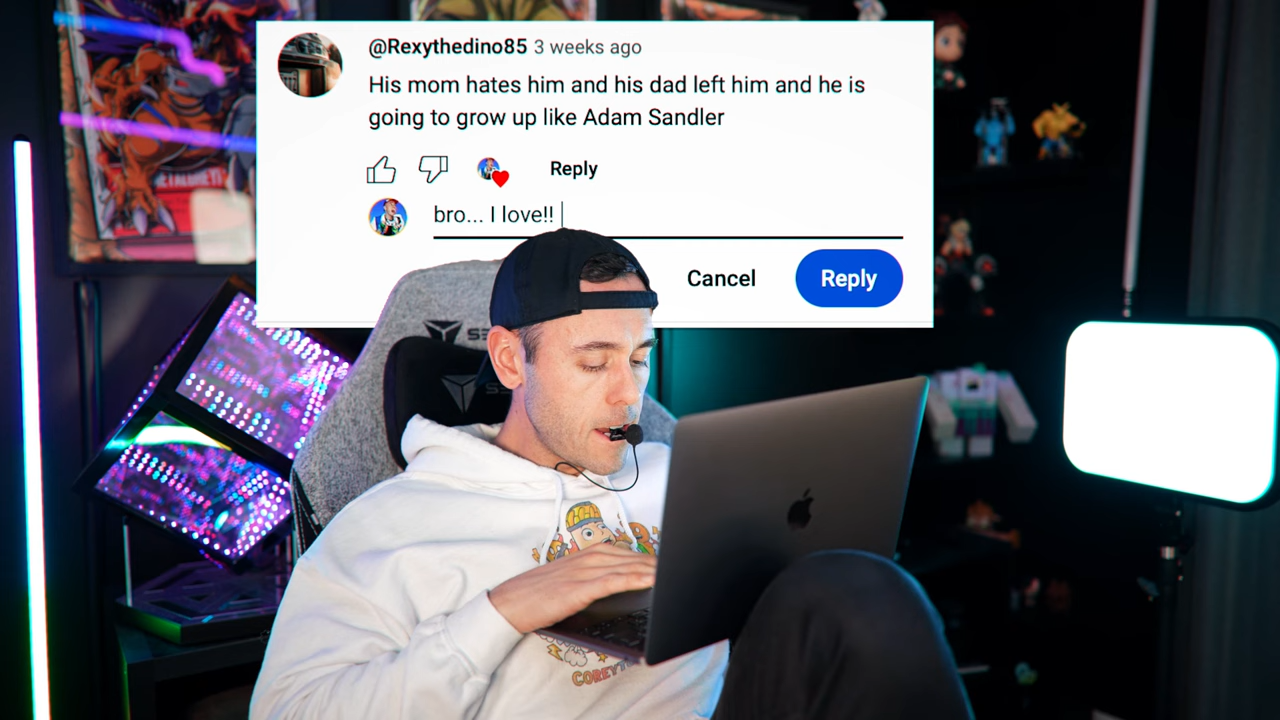 @Rexythedino85 3 weeks ago
His mom hates him and his dad left him and he is
going to grow up like Adam Sandler
Reply
bro... I love!!
Cancel
Reply